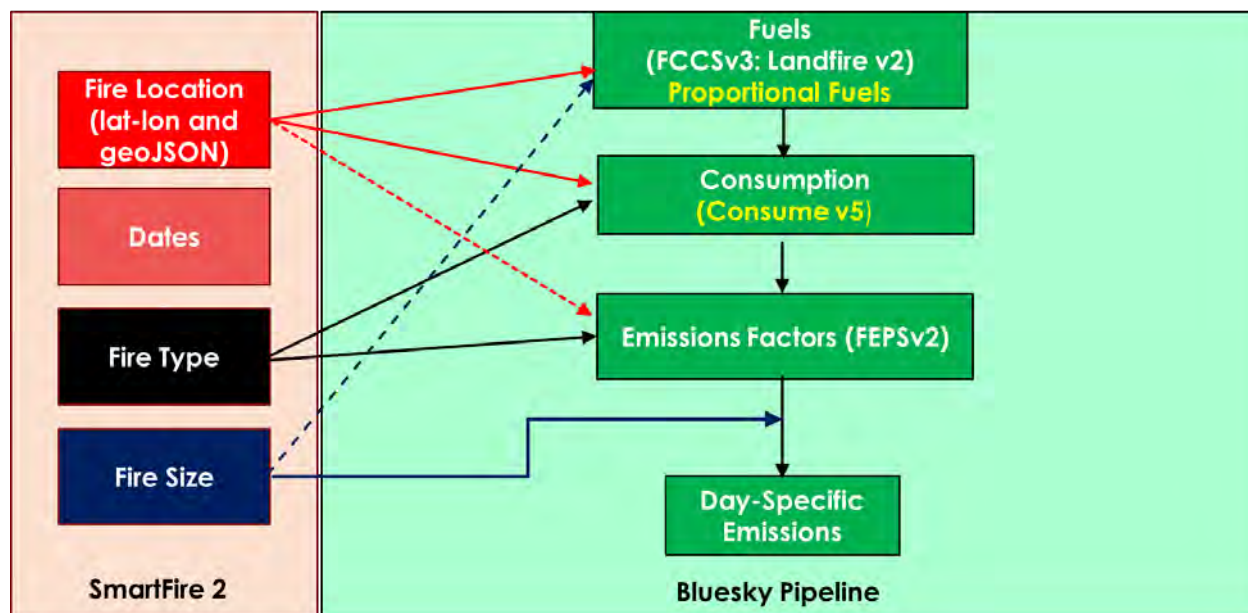 Fire Location
(lat-lon and
geoJSON)
Dates
Fire Type
Fire Size
SmartFire 2
Fuels
(FCCSv3: Landfire v2)
Proportional Fuels
Consumption
(Consume v5)
Emissions Factors (FEPSv2)
Day-Specific
Emissions
Bluesky Pipeline